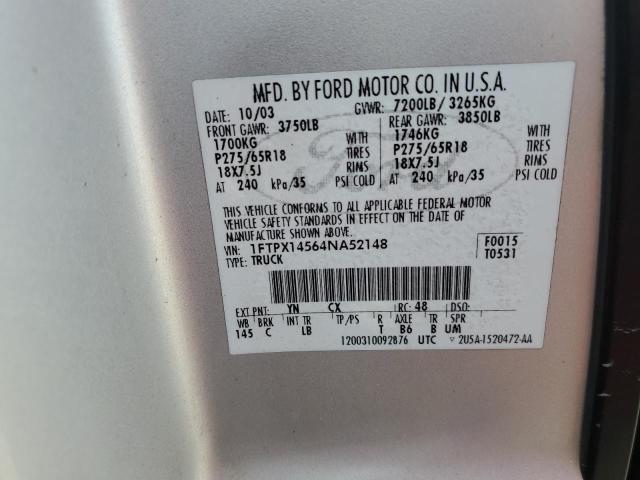 MFD. BY FORD MOTOR CO. IN U.S.A.
DATE: 10/03 GVWR: 7200LB/ 3265KG
FRONT GAWR: 3750LB REAR GAWR: 3850LB
1700KG WITH 1746KG WITH
P275/65R18 TIRES P275/65R18 TIRES
18X7.5J RIMS 18X7.5J RIMS
AT 240 kPa/35 PSI COLD AT 240 kPa/35 PSI COLD
Ford
THIS VEHICLE CONFORMS TO ALL APPLICABLE FEDERAL MOTOR
VEHICLE SAFETY STANDARDS IN EFFECT ON THE DATE OF
MANUFACTURE SHOWN ABOVE.
VIN: 1FTPX14564NA52148 F0015
TYPE: TRUCK T0531
EXT PNT: YN CX RC: 48 DSO:
WB BRK INT TR TP/PS R AXLE TR SPR
145 C LB T B6 B UM
1200310092876 UTC ▽ 2U5A-1520472-AA